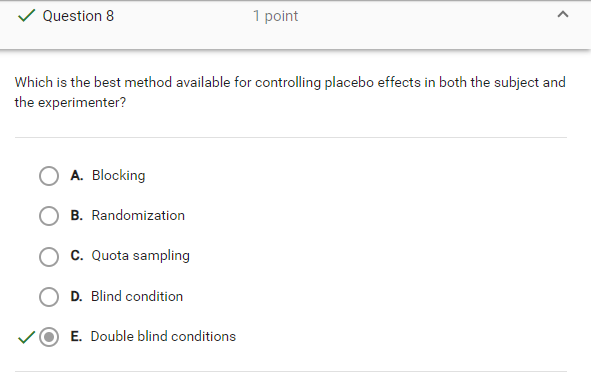 Question 8 1 point
Which is the best method available for controlling placebo effects in both the subject and
the experimenter?
A. Blocking
B. Randomization
C. Quota sampling
D. Blind condition
E. Double blind conditions